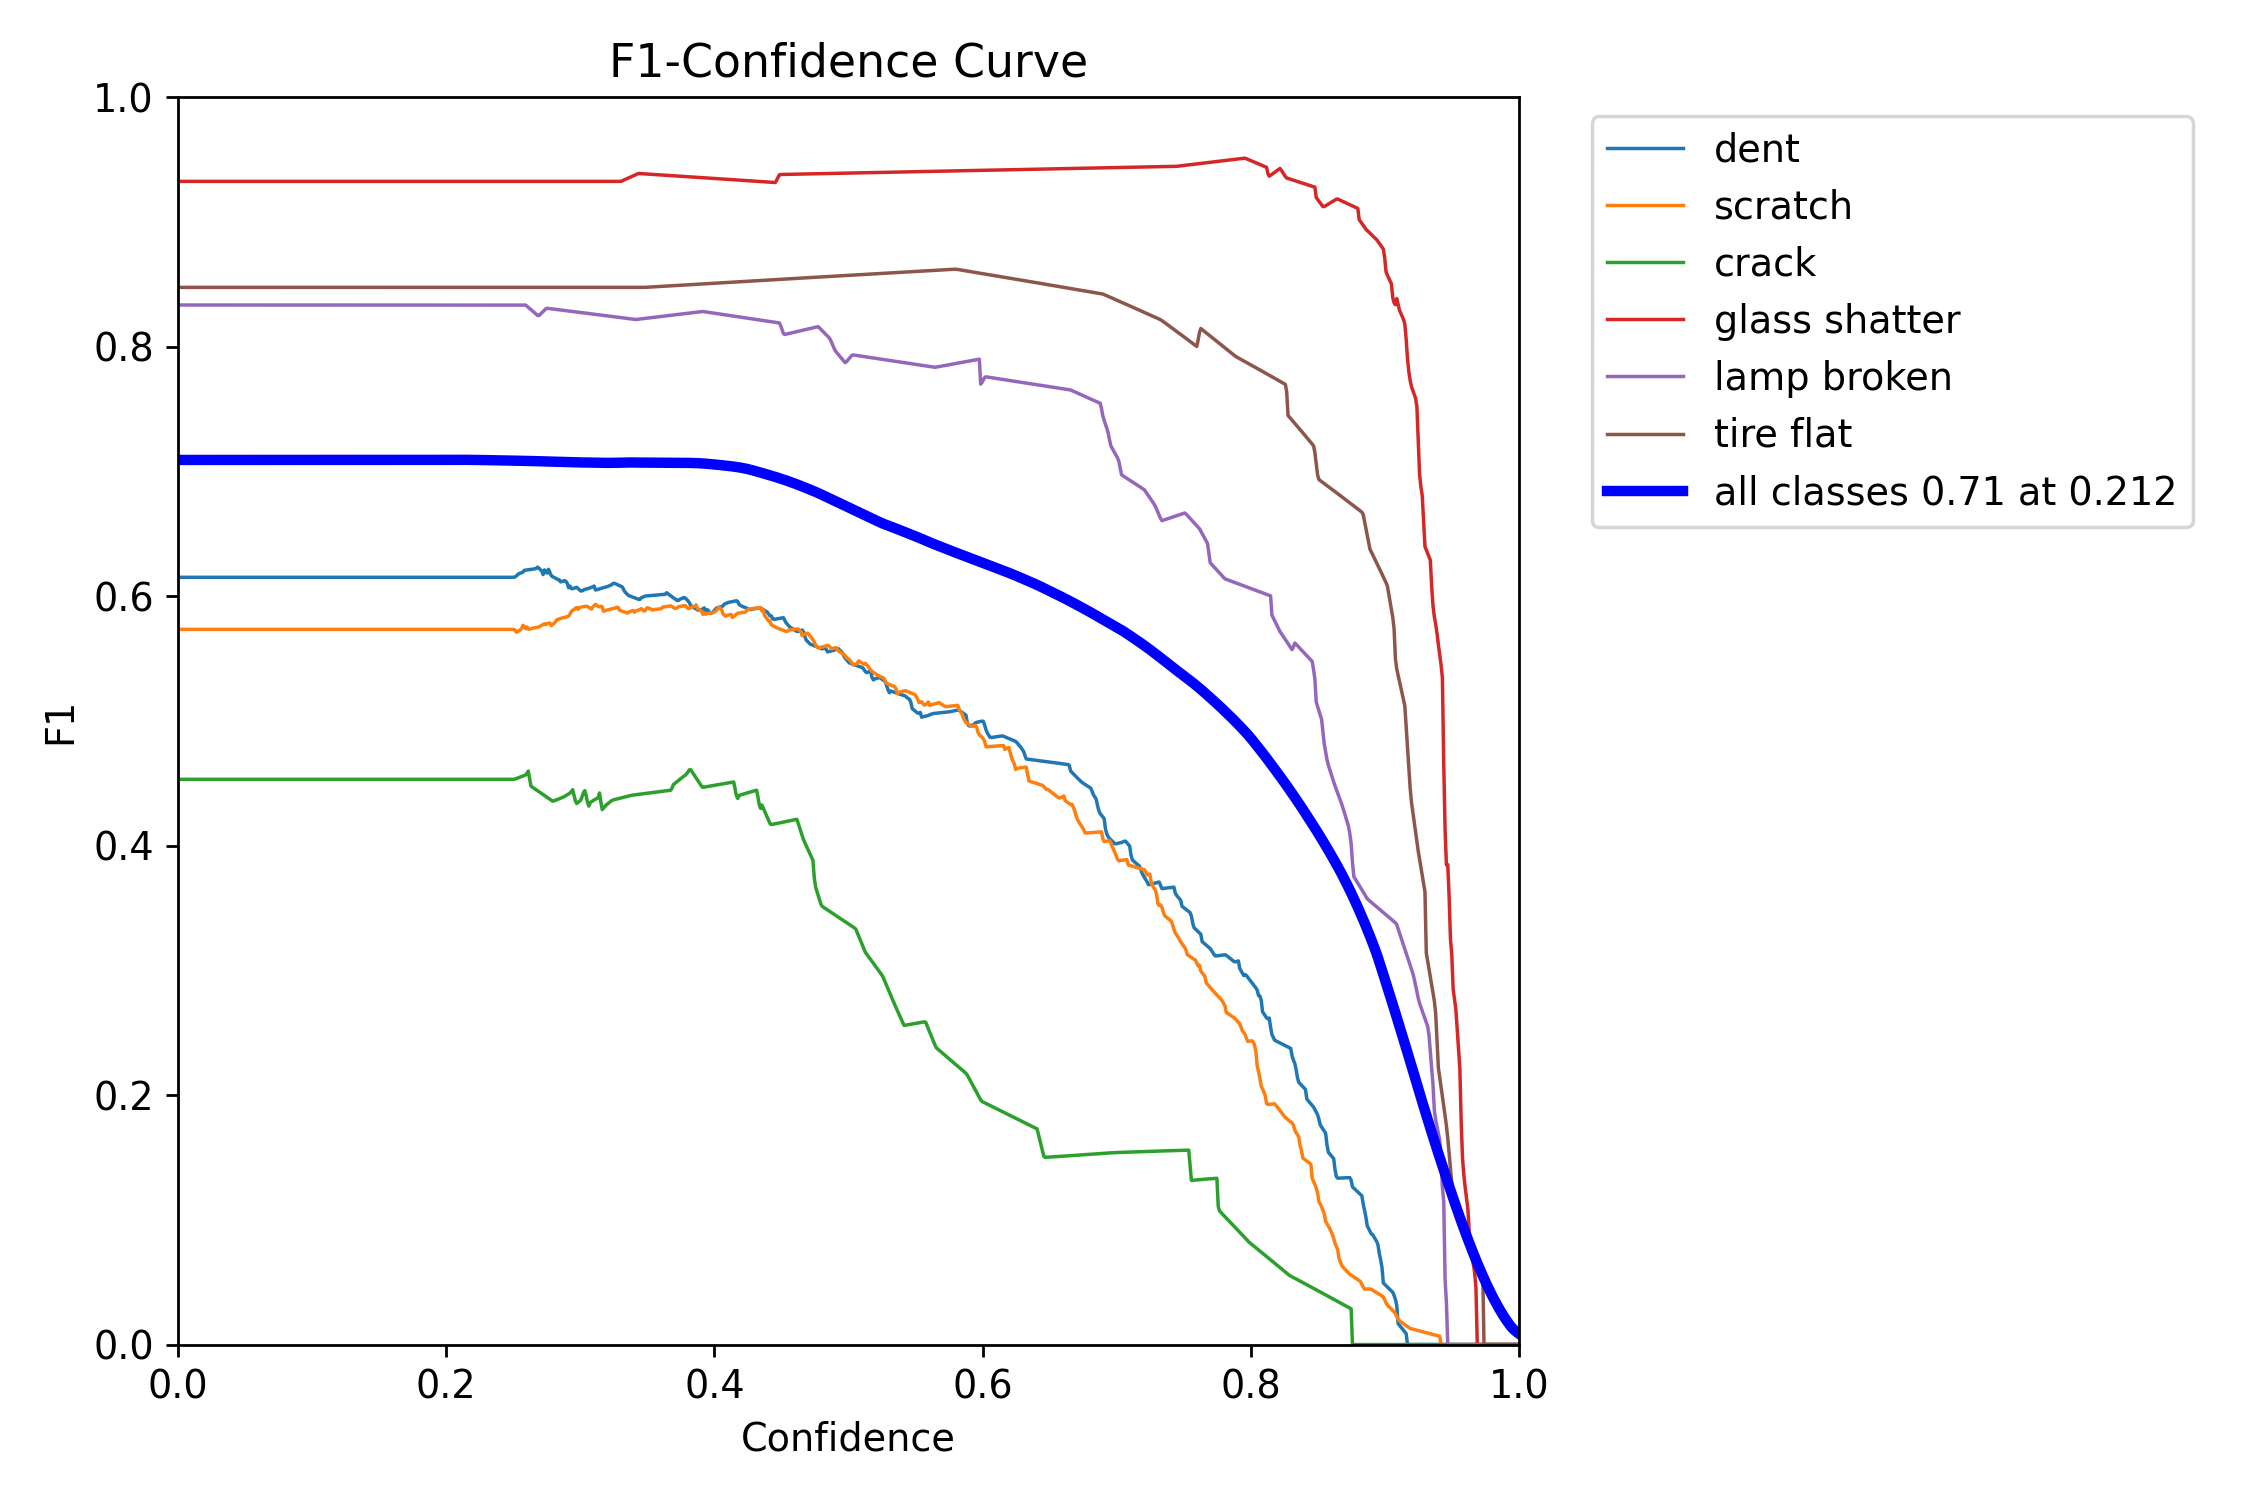 F1-Confidence Curve
1.0
0.8
0.6
0.4
0.2
0.0
F1
0.0 0.2 0.4 0.6 0.8 1.0
Confidence
dent
scratch
crack
glass shatter
lamp broken
tire flat
all classes 0.71 at 0.212